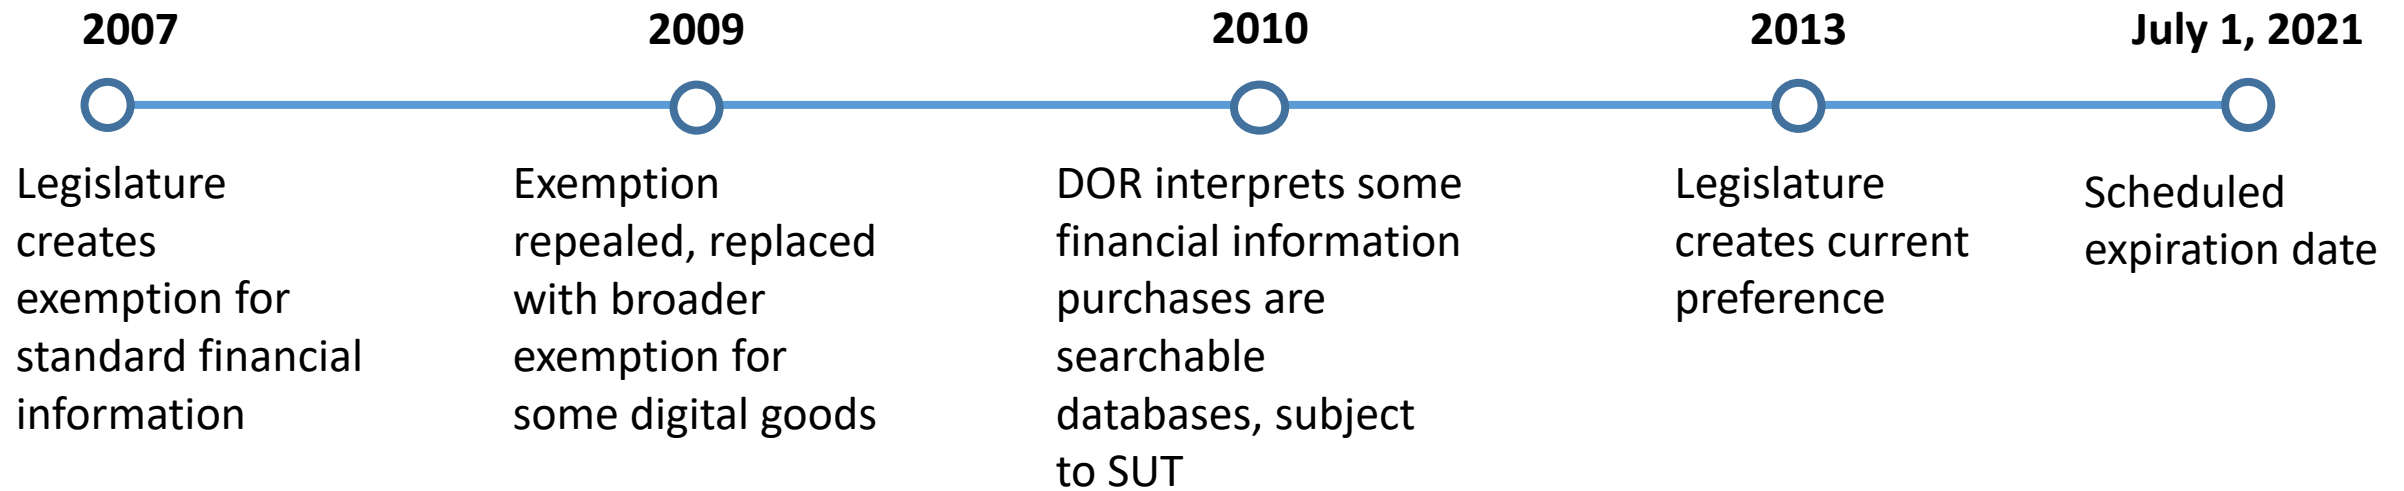 2007
Legislature
creates
exemption for
standard financial
information
2009
Exemption
repealed, replaced
with broader
exemption for
some digital goods
2010
DOR interprets some
financial information
purchases are
searchable
databases, subject
to SUT
2013
Legislature
creates current
preference
July 1, 2021
Scheduled
expiration date